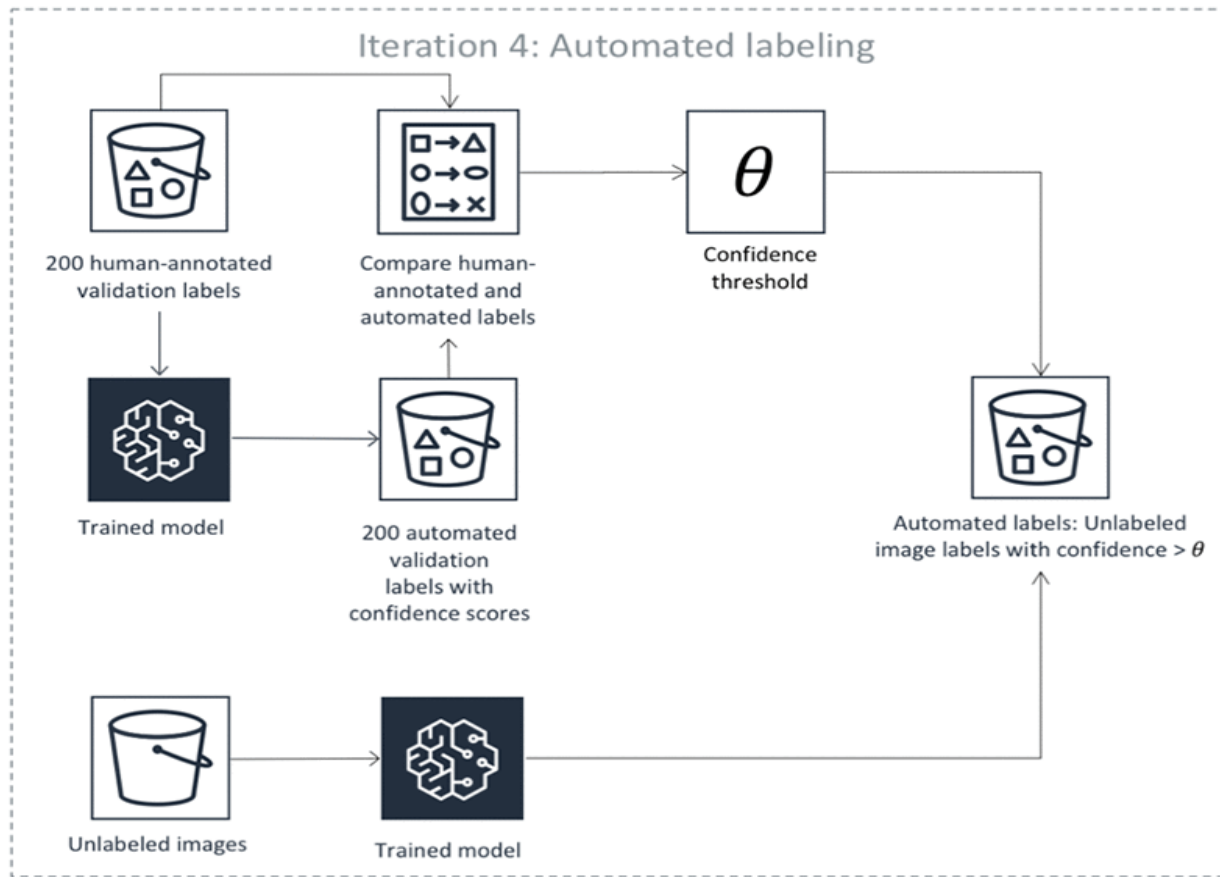 Iteration 4: Automated labeling
200 human-annotated
validation labels
Compare human-
annotated and
automated labels
θ
Confidence
threshold
Trained model
200 automated
validation
labels with
confidence scores
Automated labels: Unlabeled
image labels with confidence > θ
Unlabeled images
Trained model